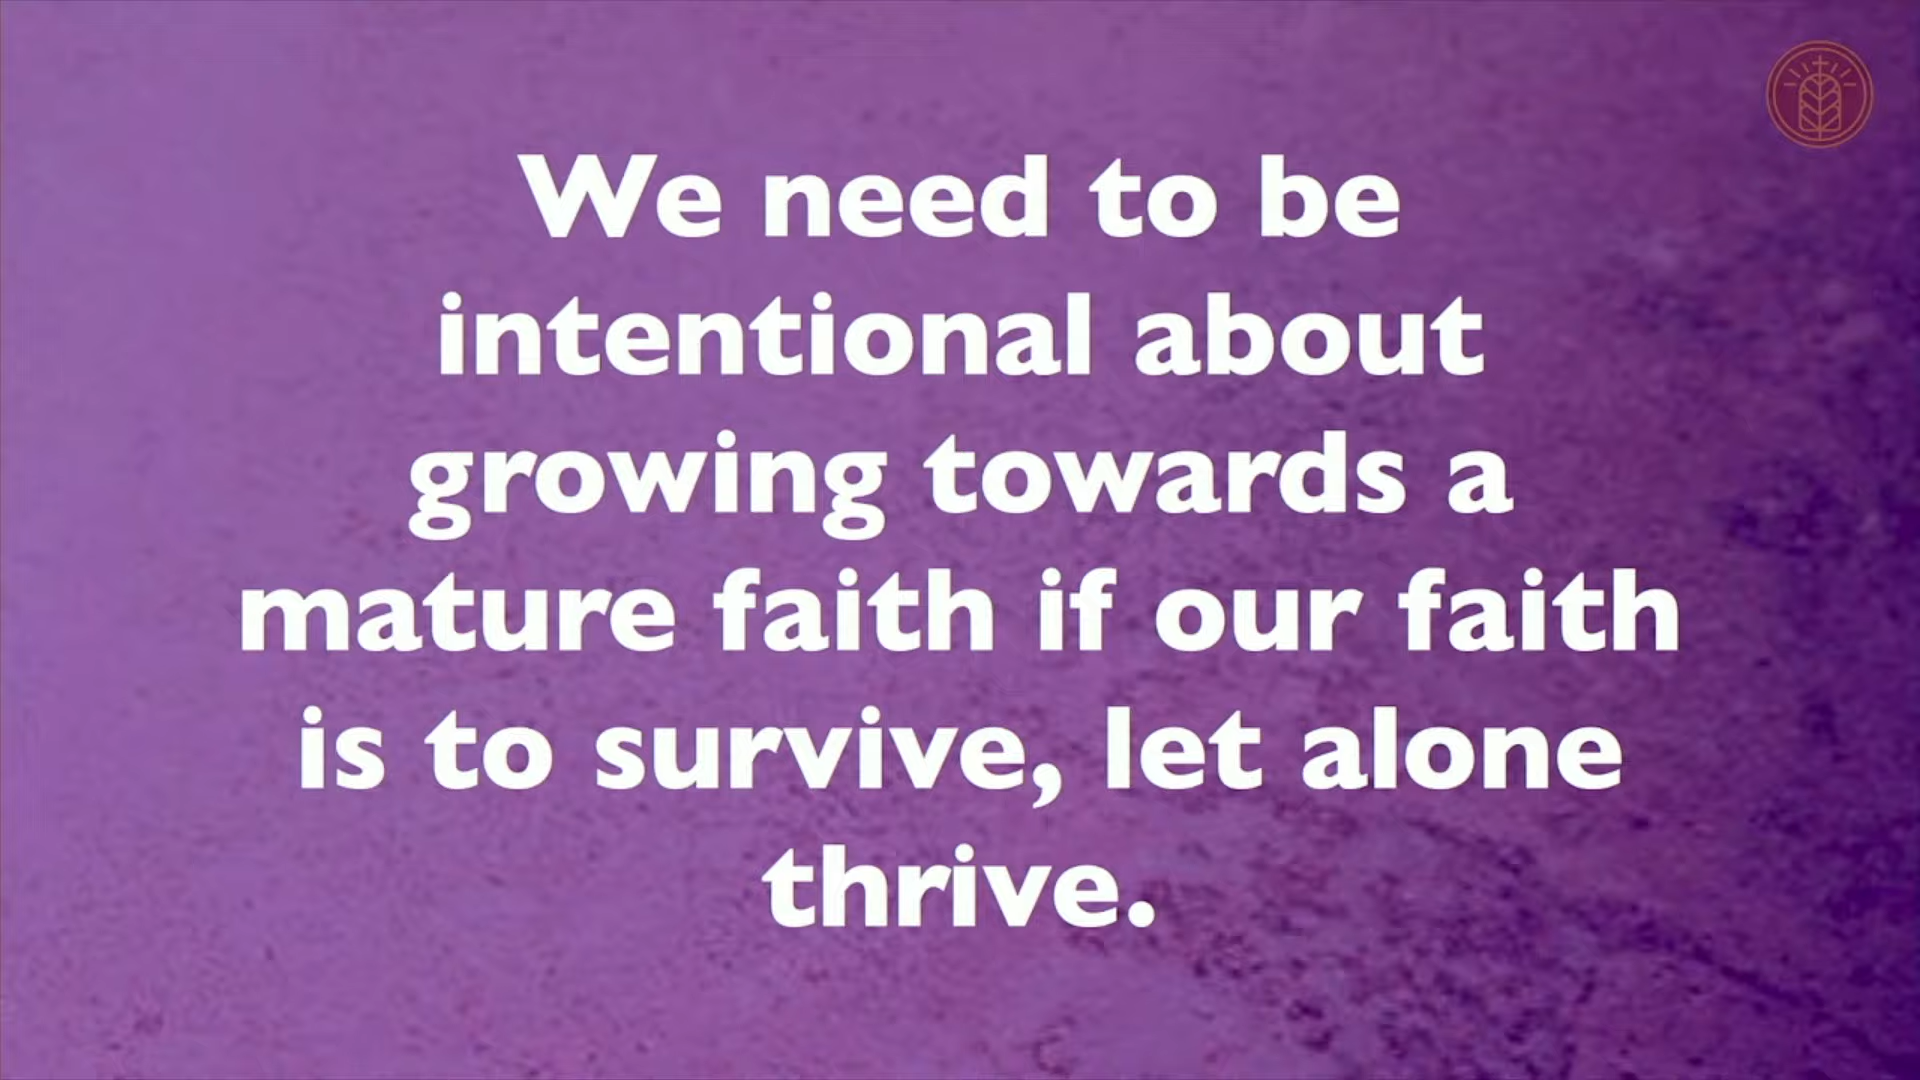 We need to be
intentional about
growing towards a
mature faith if our faith
is to survive, let alone
thrive.